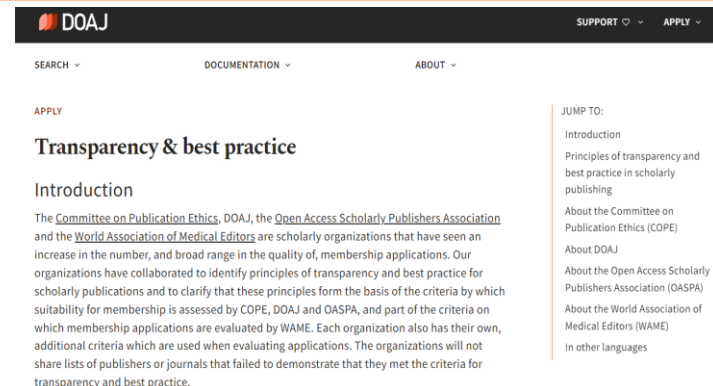 DOAJ
SUPPORT
APPLY
SEARCH
DOCUMENTATION
ABOUT
APPLY
Transparency & best practice
Introduction
The Committee on Publication Ethics, DOAJ, the Open Access Scholarly Publishers Association
and the World Association of Medical Editors are scholarly organizations that have seen an
increase in the number, and broad range in the quality of, membership applications. Our
organizations have collaborated to identify principles of transparency and best practice for
scholarly publications and to clarify that these principles form the basis of the criteria by which
suitability for membership is assessed by COPE, DOAJ and OASPA, and part of the criteria on
which membership applications are evaluated by WAME. Each organization also has their own,
additional criteria which are used when evaluating applications. The organizations will not
share lists of publishers or journals that failed to demonstrate that they met the criteria for
transparency and best practice.
JUMP TO:
Introduction
Principles of transparency and
best practice in scholarly
publishing
About the Committee on
Publication Ethics (COPE)
About DOAJ
About the Open Access Scholarly
Publishers Association (OASPA)
About the World Association of
Medical Editors (WAME)
In other languages